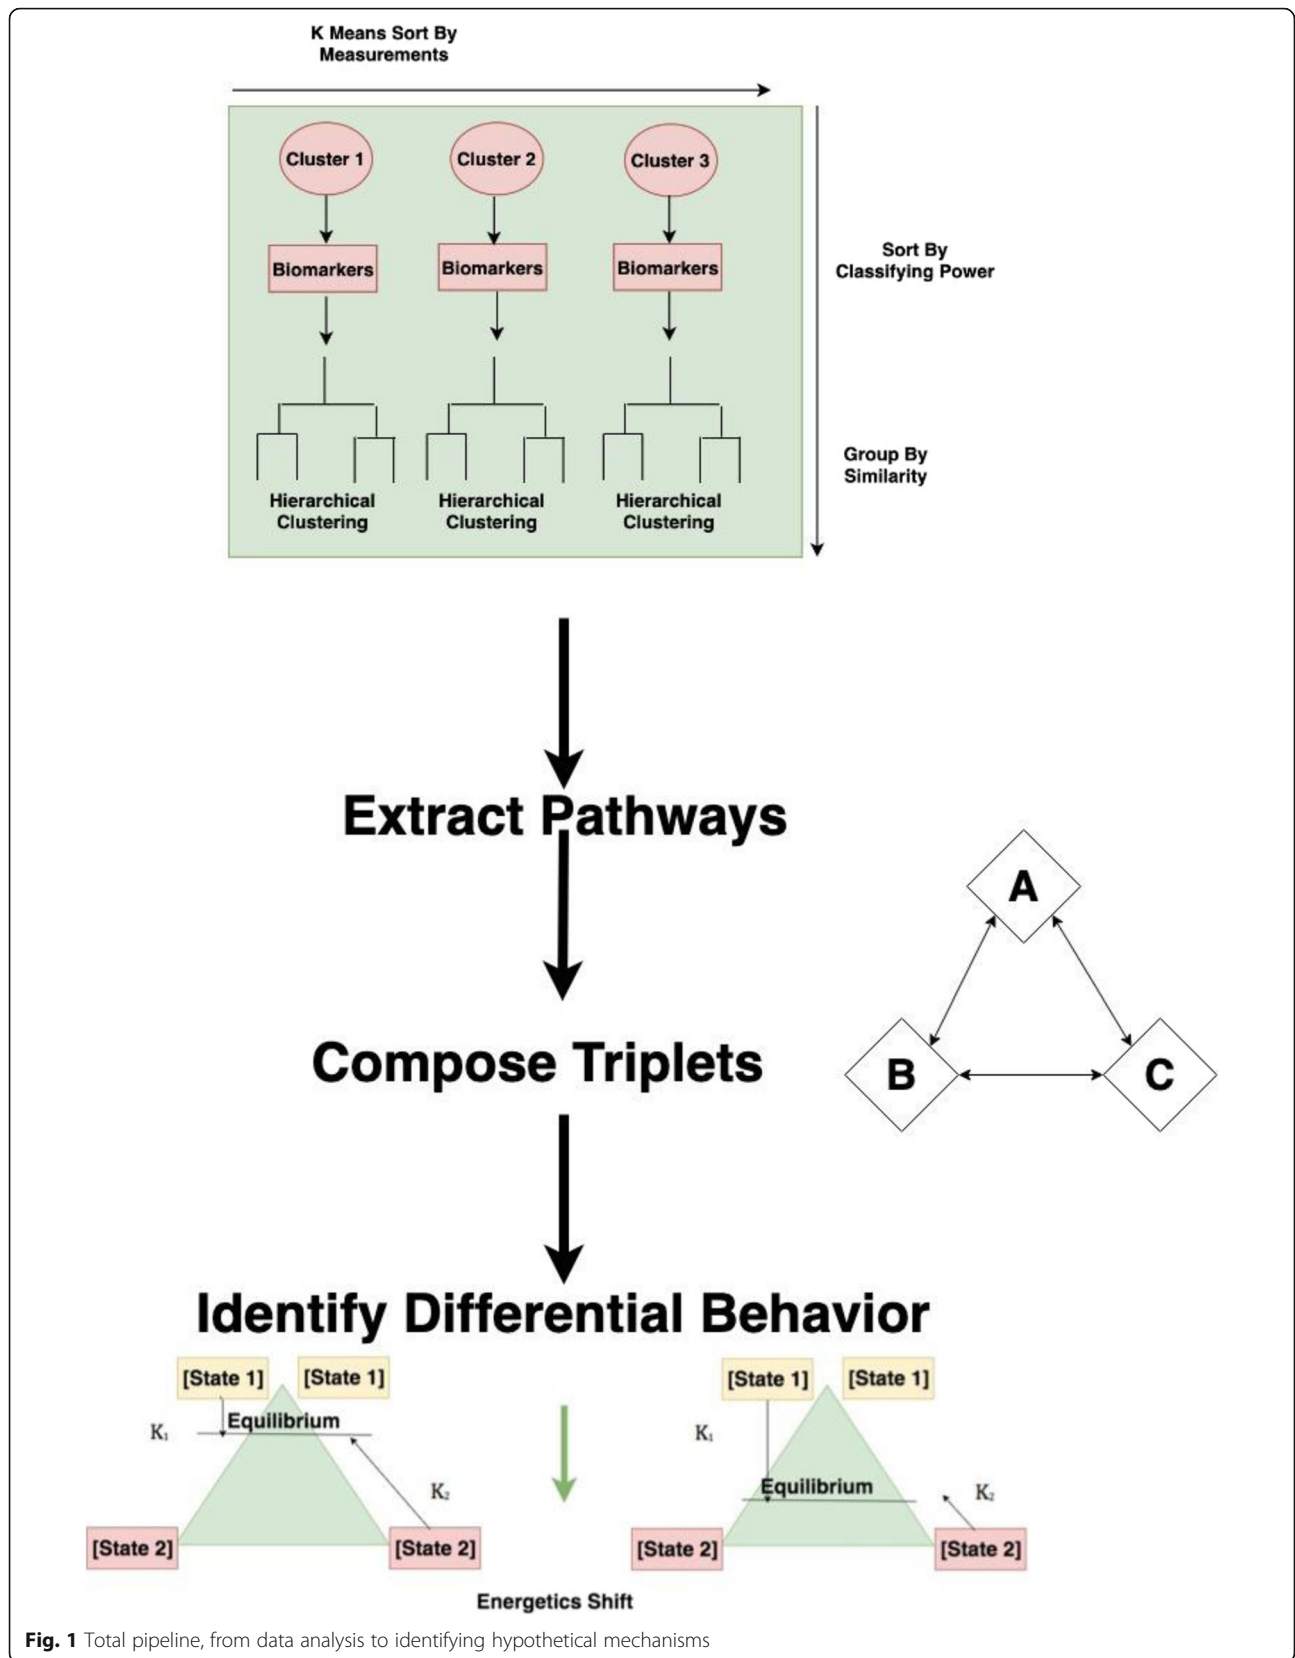 K Means Sort By
Measurements
Cluster 1
Cluster 2
Cluster 3
Biomarkers
Biomarkers
Biomarkers
Sort By
Classifying Power
Group By
Similarity
Hierarchical
Clustering
Hierarchical
Clustering
Hierarchical
Clustering
Extract Pathways
A
B
C
Compose Triplets
Identify Differential Behavior
[State 1]
[State 1]
Equilibrium
K₁
K₂
[State 2]
[State 2]
[State 1]
[State 1]
K₁
Equilibrium
K₂
[State 2]
[State 2]
Energetics Shift
Fig. 1 Total pipeline, from data analysis to identifying hypothetical mechanisms